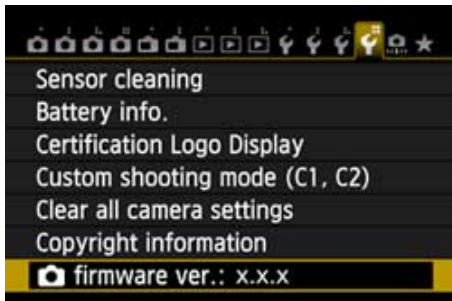 Sensor cleaning
Battery info.
Certification Logo Display
Custom shooting mode (C1, C2)
Clear all camera settings
Copyright information
firmware ver.: x.x.x